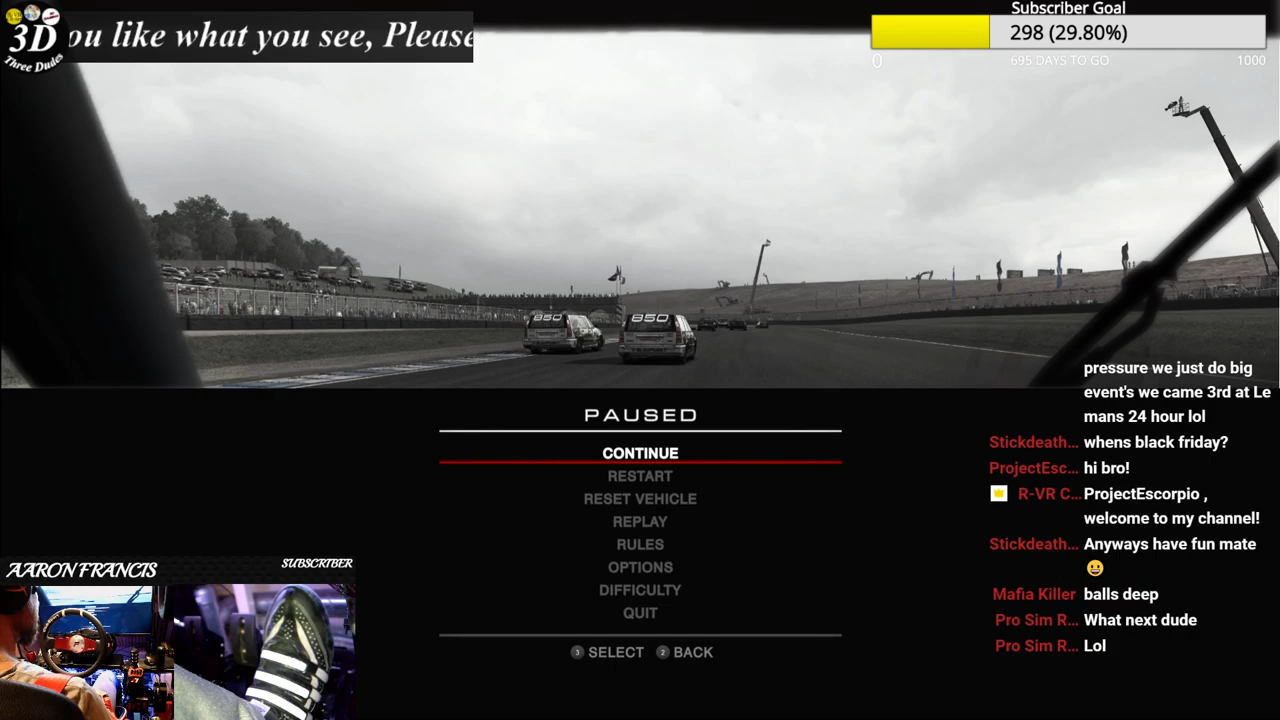 3D
Three Dudes
ou like what you see, Please
Subscriber Goal
298 (29.80%)
0
695 DAYS TO GO
1000
850
850
PAUSED
CONTINUE
RESTART
RESET VEHICLE
REPLAY
RULES
OPTIONS
DIFFICULTY
QUIT
3 SELECT 2 BACK
pressure we just do big
event's we came 3rd at Le
mans 24 hour lol
Stickdeath... whens black friday?
ProjectEsc... hi bro!
R-VR C... ProjectEscorpio ,
welcome to my channel!
Stickdeath... Anyways have fun mate
😀
Mafia Killer balls deep
Pro Sim R... What next dude
Pro Sim R... Lol
AARON FRANCIS
SUBSCRIBER